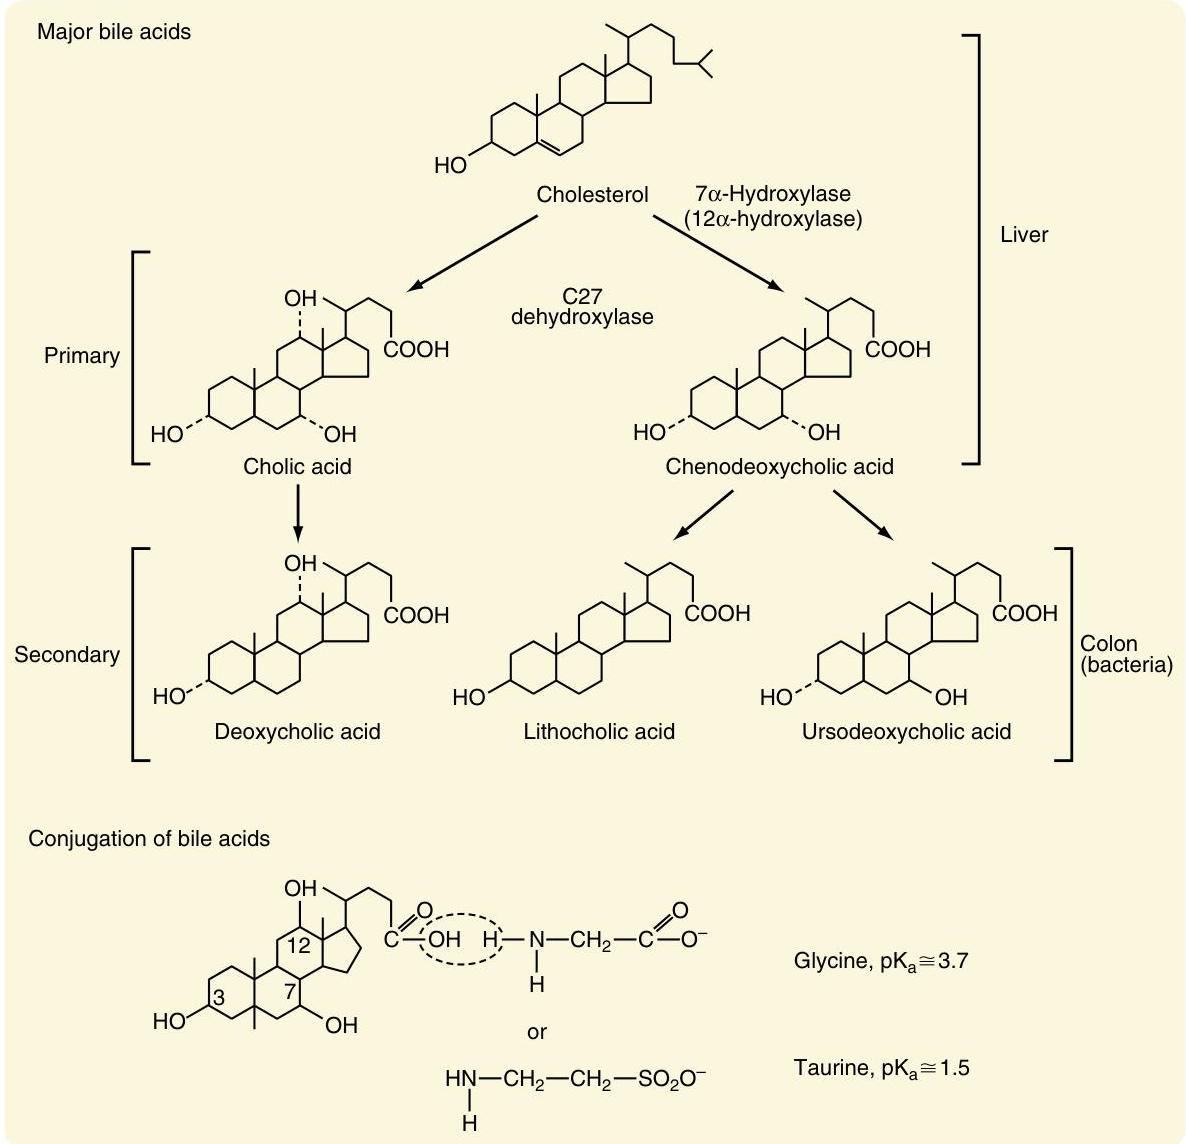 Major bile acids
HO
Cholesterol
7α-Hydroxylase
(12α-hydroxylase)
Liver
Primary
OH
COOH
HO
OH
Cholic acid
C27
dehydroxylase
COOH
HO
OH
Chenodeoxycholic acid
Secondary
OH
COOH
HO
Deoxycholic acid
COOH
HO
Lithocholic acid
COOH
HO
OH
Ursodeoxycholic acid
Colon
(bacteria)
Conjugation of bile acids
OH
O
C—OH H—N—CH₂—C—O⁻
O
H
12
3
7
HO
OH
Glycine, pKₐ≅3.7
or
HN—CH₂—CH₂—SO₂O⁻
H
Taurine, pKₐ≅1.5